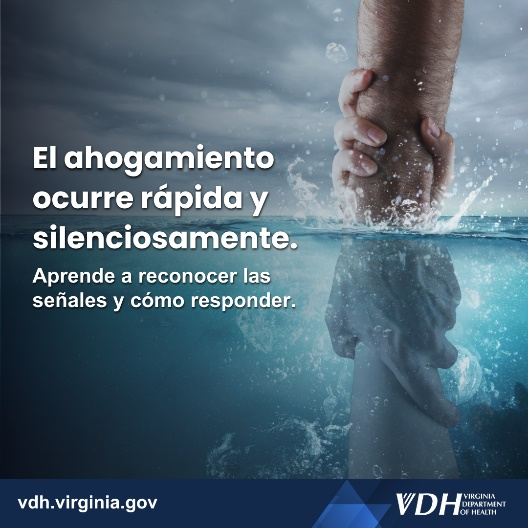 El ahogamiento
ocurre rápida y
silenciosamente.
Aprende a reconocer las
señales y cómo responder.
vdh.virginia.gov
VDH VIRGINIA
DEPARTMENT
OF HEALTH